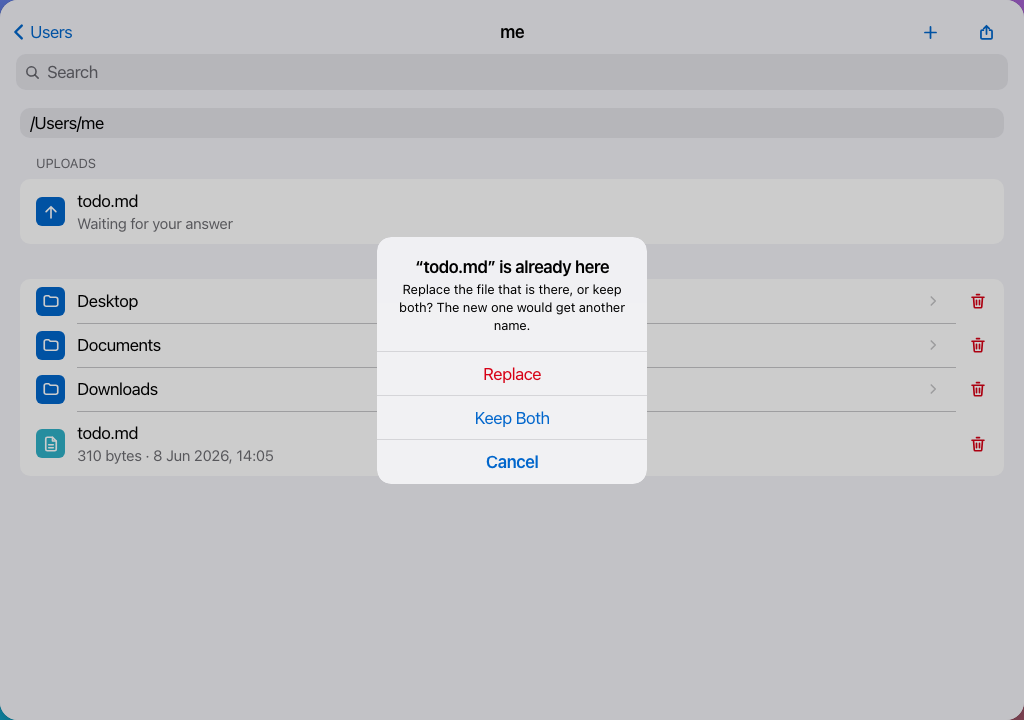 Users
me
Search
/Users/me
UPLOADS
todo.md
Waiting for your answer
“todo.md” is already here
Replace the file that is there, or keep
both? The new one would get another
name.
Replace
Keep Both
Cancel
Desktop
Documents
Downloads
todo.md
310 bytes · 8 Jun 2026, 14:05